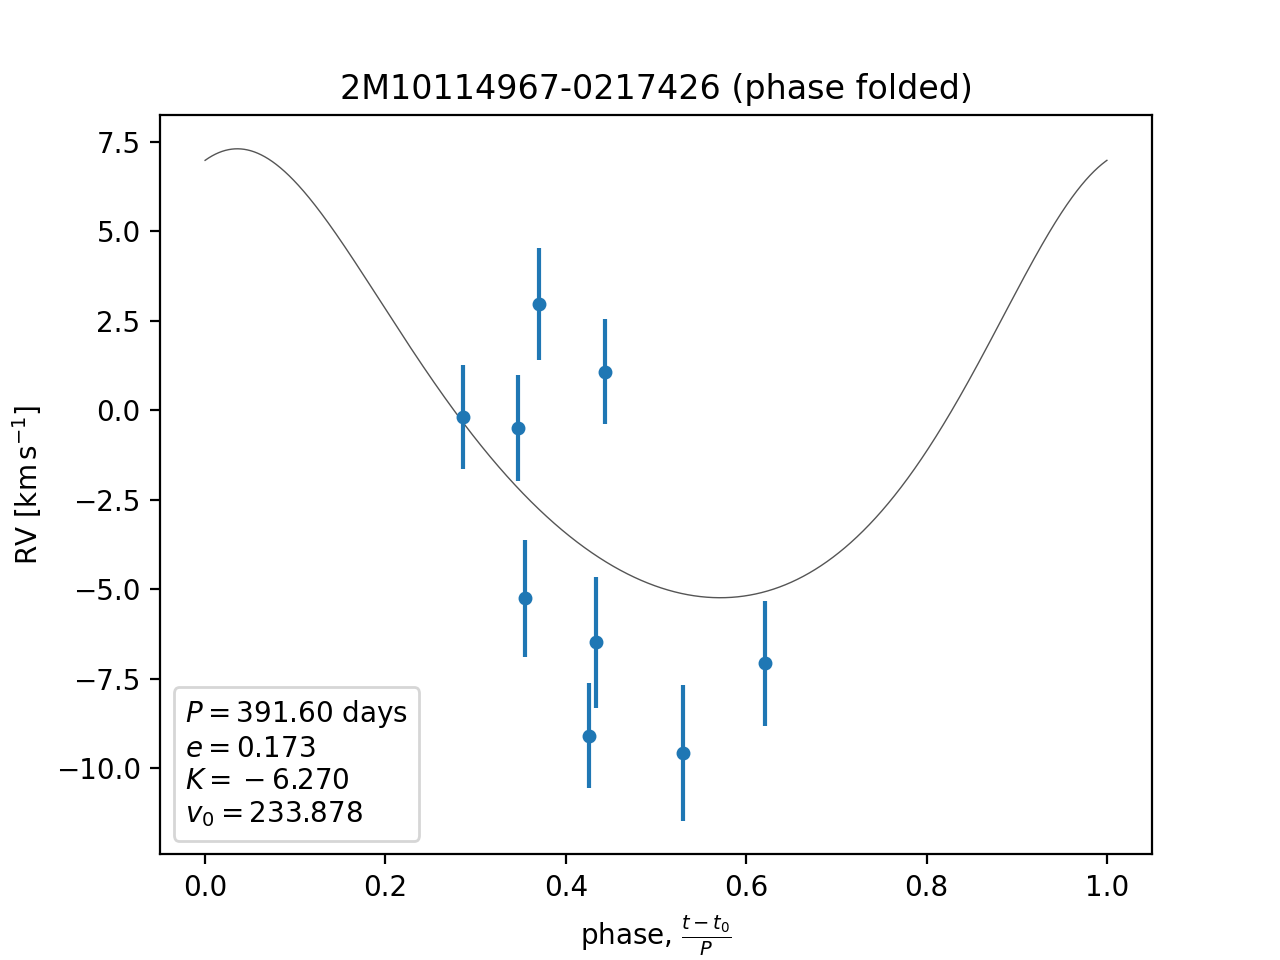 2M10114967-0217426 (phase folded)
7.5
5.0
2.5
0.0
−2.5
−5.0
−7.5
−10.0
RV [km s⁻¹]
P = 391.60 days
e = 0.173
K = −6.270
v₀ = 233.878
0.0 0.2 0.4 0.6 0.8 1.0
phase, (t − t₀)/P